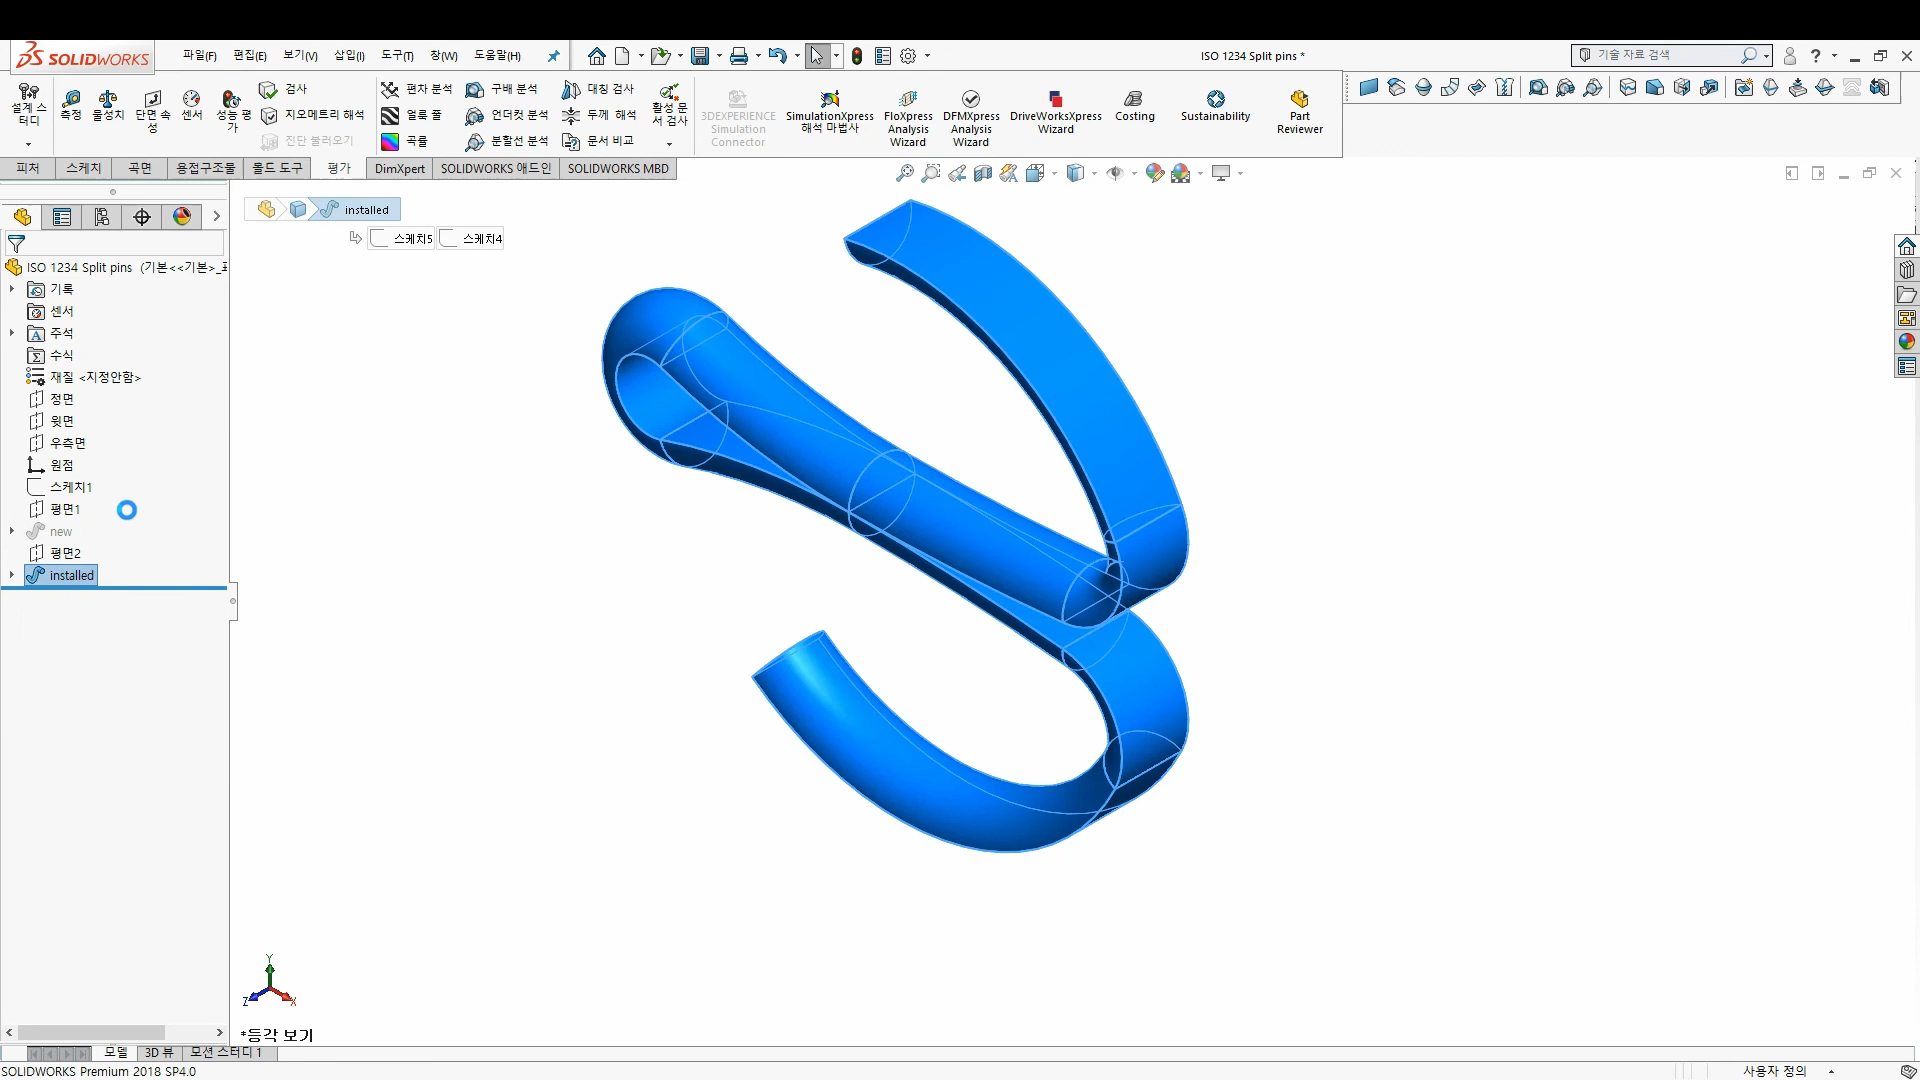 SOLIDWORKS 파일(F) 편집(E) 보기(V) 삽입(I) 도구(T) 창(W) 도움말(H) ISO 1234 Split pins * 기술 자료 검색
설계 스터디 측정 물성치 단면 속성 센서 성능 평가
검사
지오메트리 해석
진단 불러오기
편차 분석
얼룩 줄
곡률
구배 분석
언더컷 분석
분할선 분석
대칭 검사
두께 해석
문서 비교
활성 문서 검사
3DEXPERIENCE Simulation Connector
SimulationXpress 해석 마법사
FloXpress Analysis Wizard
DFMXpress Analysis Wizard
DriveWorksXpress Wizard
Costing
Sustainability
Part Reviewer
피처 스케치 곡면 용접구조물 몰드 도구 평가 DimXpert SOLIDWORKS 애드인 SOLIDWORKS MBD
installed
스케치5 스케치4
ISO 1234 Split pins (기본<<기본>_
기록
센서
주석
수식
재질 <지정안함>
정면
윗면
우측면
원점
스케치1
평면1
new
평면2
installed
Y
Z X
*등각 보기
모델 3D 뷰 모션 스터디 1
SOLIDWORKS Premium 2018 SP4.0 사용자 정의